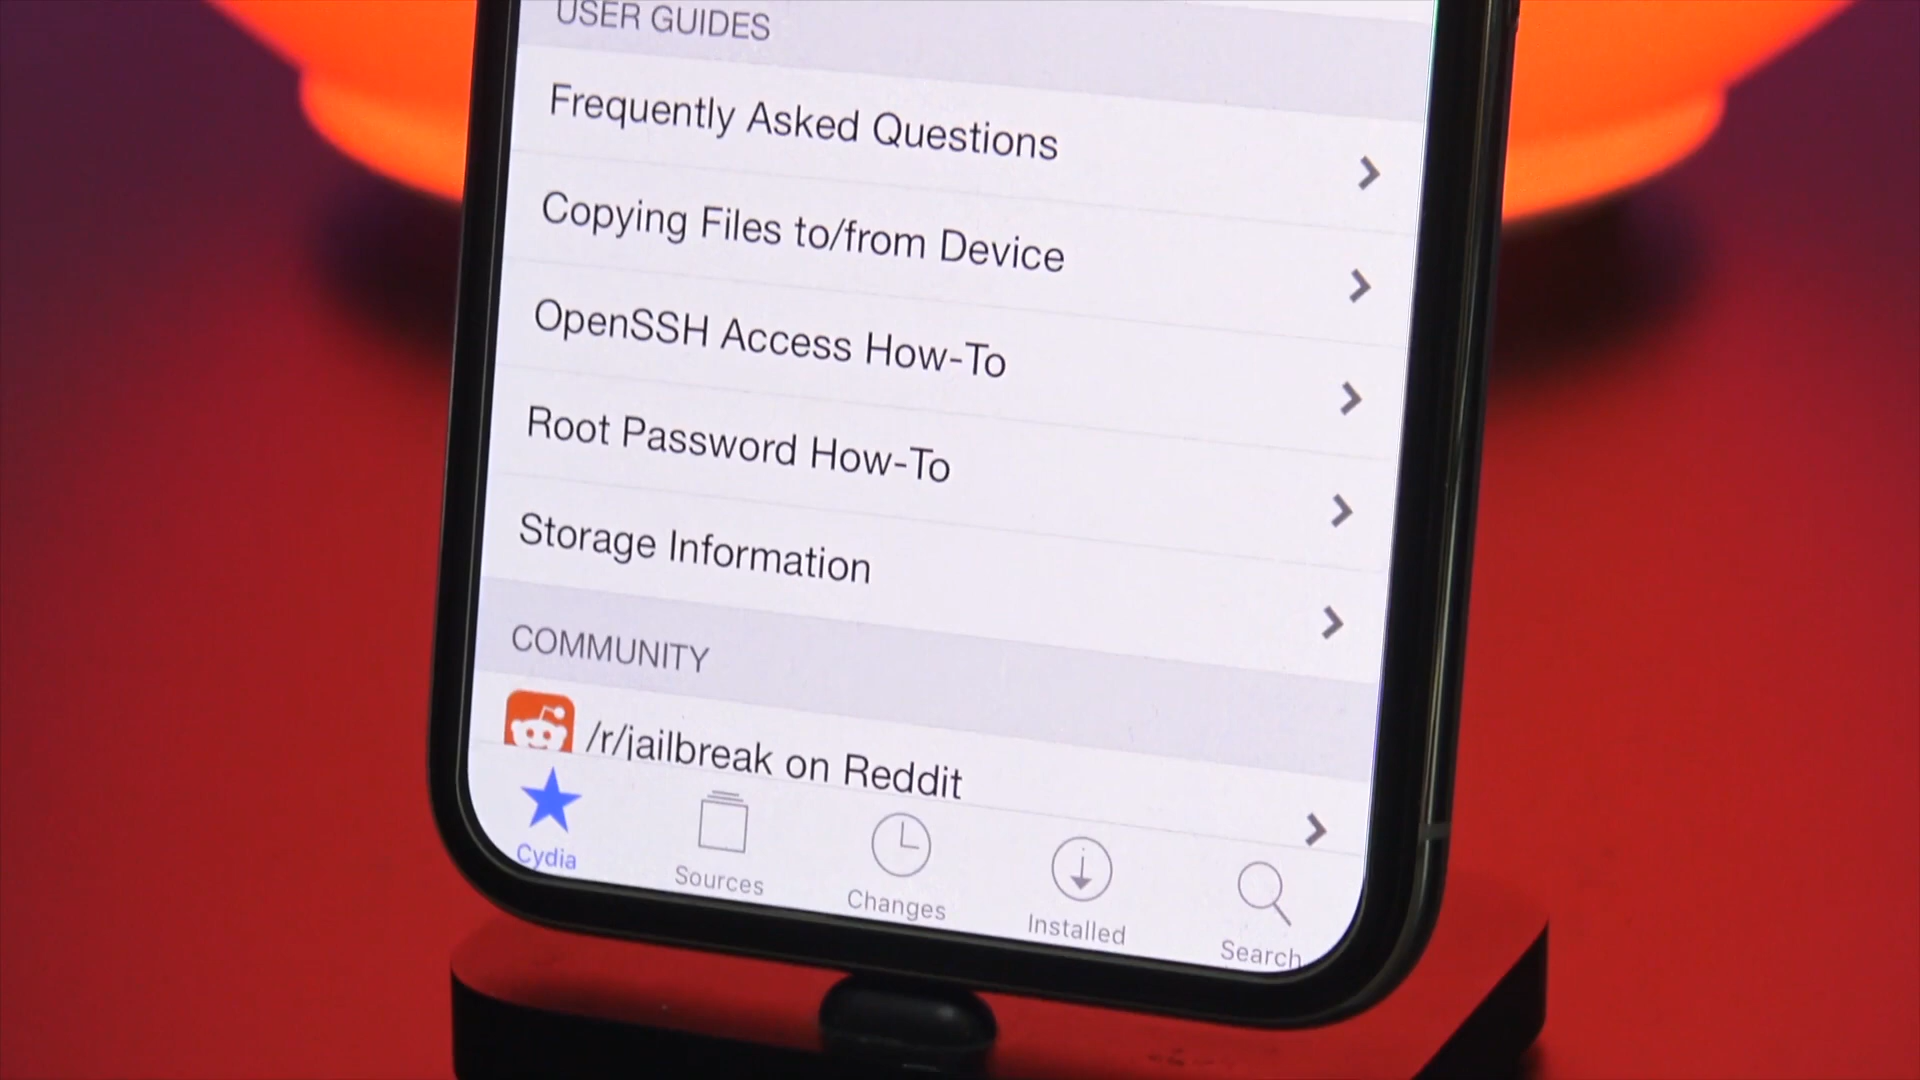 USER GUIDES
Frequently Asked Questions
Copying Files to/from Device
OpenSSH Access How-To
Root Password How-To
Storage Information
COMMUNITY
/r/jailbreak on Reddit
Cydia
Sources
Changes
Installed
Search